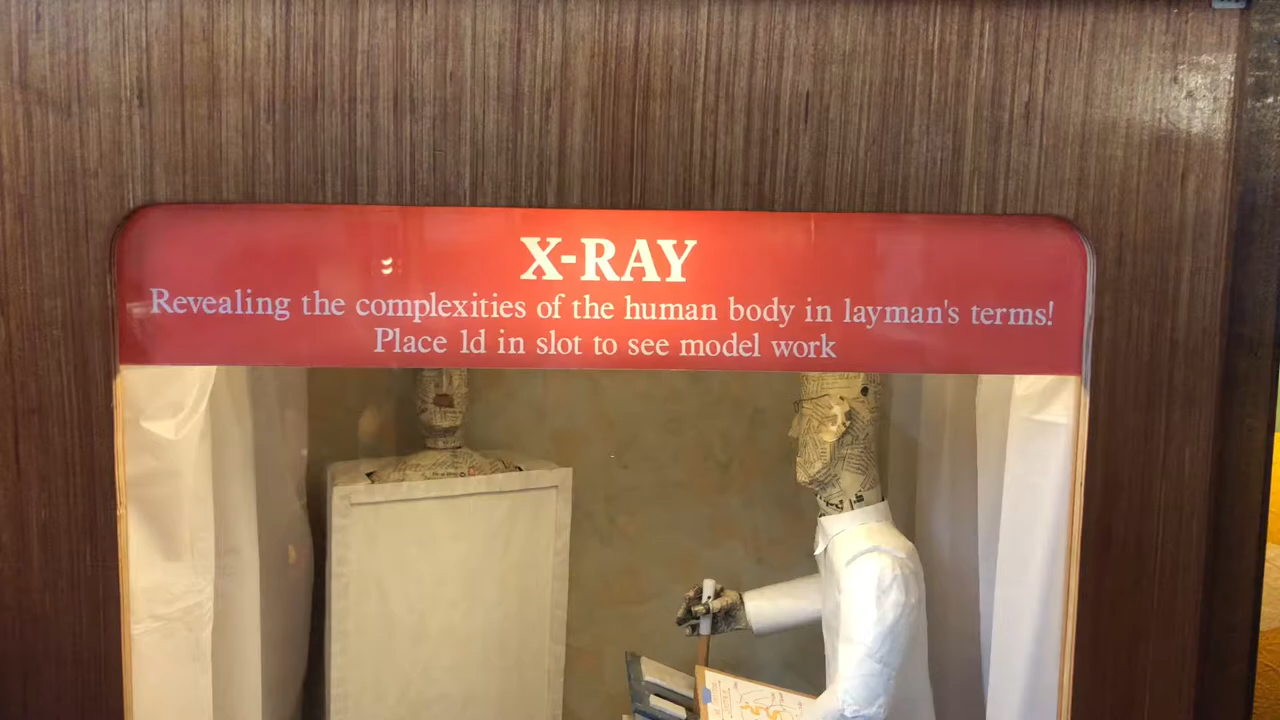 X-RAY
Revealing the complexities of the human body in layman's terms!
Place 1d in slot to see model work